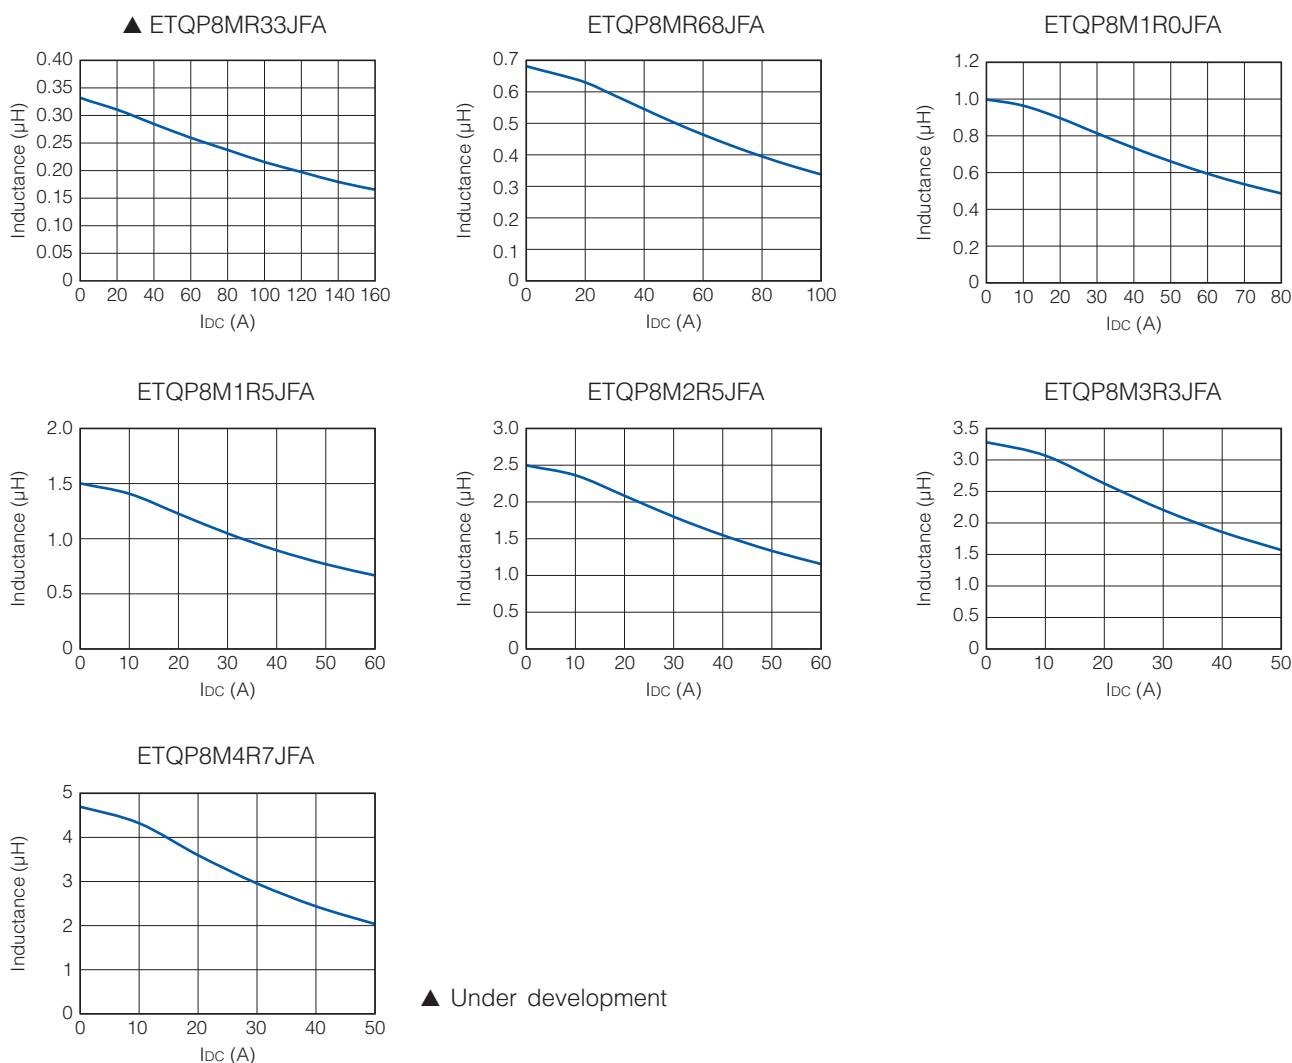 ▲ ETQP8MR33JFA
Inductance (µH)
0.40
0.35
0.30
0.25
0.20
0.15
0.10
0.05
0
0 20 40 60 80 100 120 140 160
IDC (A)
ETQP8MR68JFA
Inductance (µH)
0.7
0.6
0.5
0.4
0.3
0.2
0.1
0
0 20 40 60 80 100
IDC (A)
ETQP8M1R0JFA
Inductance (µH)
1.2
1.0
0.8
0.6
0.4
0.2
0
0 10 20 30 40 50 60 70 80
IDC (A)
ETQP8M1R5JFA
Inductance (µH)
2.0
1.5
1.0
0.5
0
0 10 20 30 40 50 60
IDC (A)
ETQP8M2R5JFA
Inductance (µH)
3.0
2.5
2.0
1.5
1.0
0.5
0
0 10 20 30 40 50 60
IDC (A)
ETQP8M3R3JFA
Inductance (µH)
3.5
3.0
2.5
2.0
1.5
1.0
0.5
0
0 10 20 30 40 50
IDC (A)
ETQP8M4R7JFA
Inductance (µH)
5
4
3
2
1
0
0 10 20 30 40 50
IDC (A)
▲ Under development